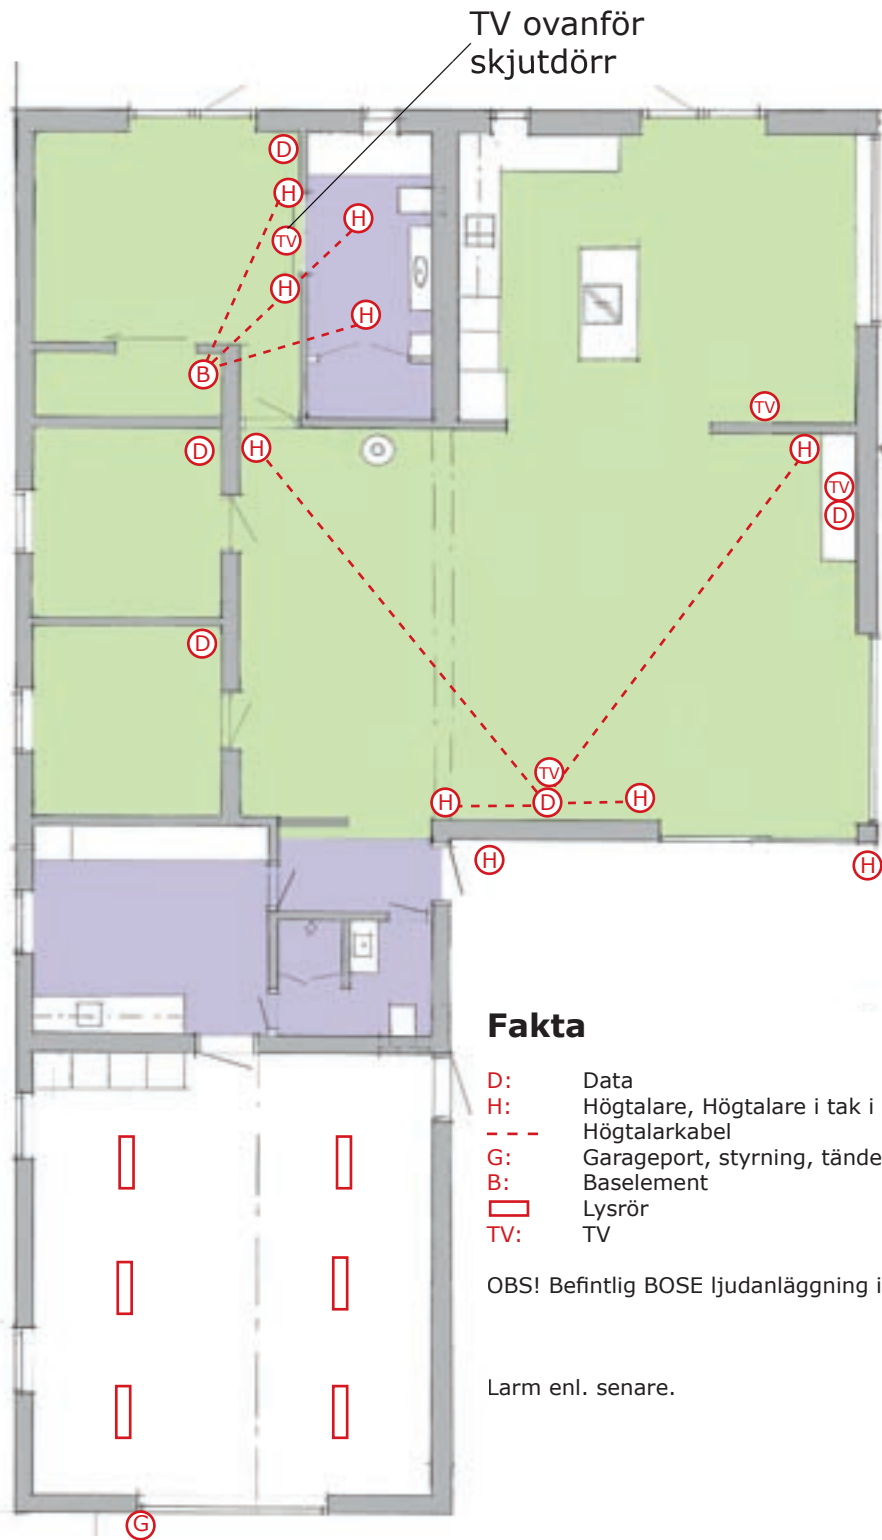 TV ovanför
skjutdörr
D
H
H
TV
H
H
B
TV
D
H
H
TV
D
D
TV
H
D
H
H
H
Fakta
D: Data
H: Högtalare, Högtalare i tak i
Högtalarkabel
G: Garageport, styrning, tände
B: Baselement
Lysrör
TV: TV
OBS! Befintlig BOSE ljudanläggning i
Larm enl. senare.
G